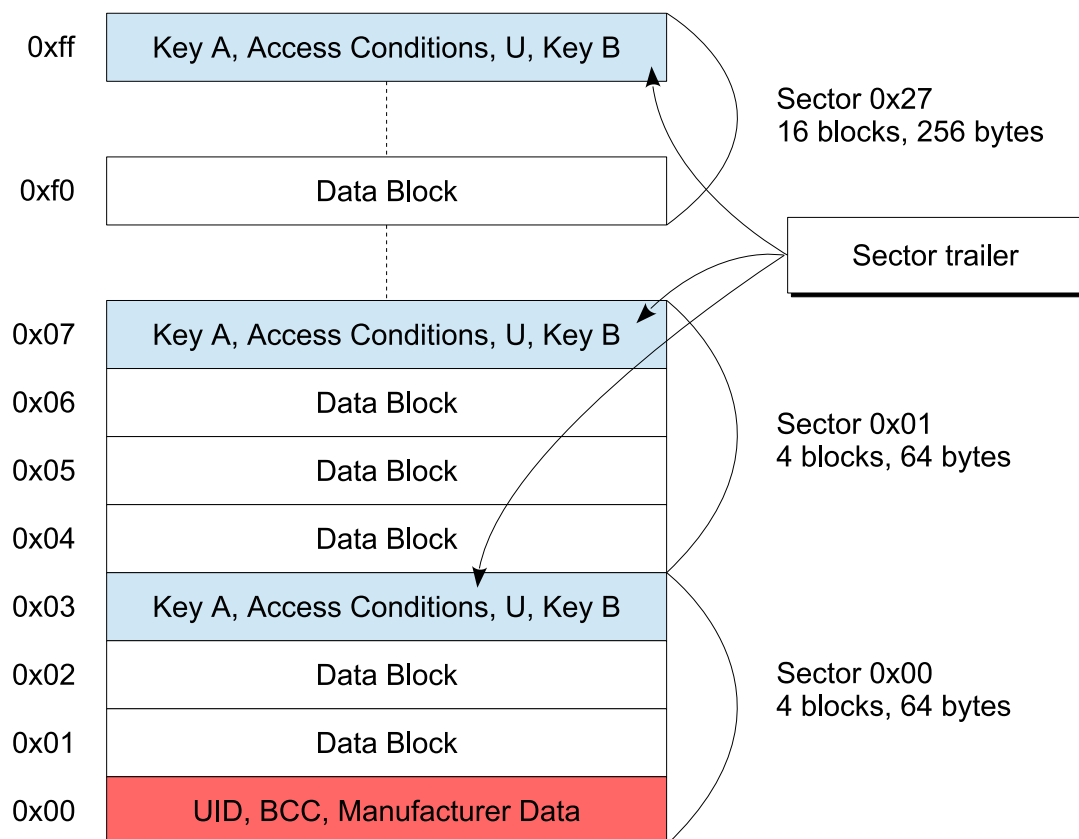 0xff
Key A, Access Conditions, U, Key B
Sector 0x27
16 blocks, 256 bytes
0xf0
Data Block
Sector trailer
0x07
Key A, Access Conditions, U, Key B
0x06
Data Block
Sector 0x01
4 blocks, 64 bytes
0x05
Data Block
0x04
Data Block
0x03
Key A, Access Conditions, U, Key B
0x02
Data Block
Sector 0x00
4 blocks, 64 bytes
0x01
Data Block
0x00
UID, BCC, Manufacturer Data